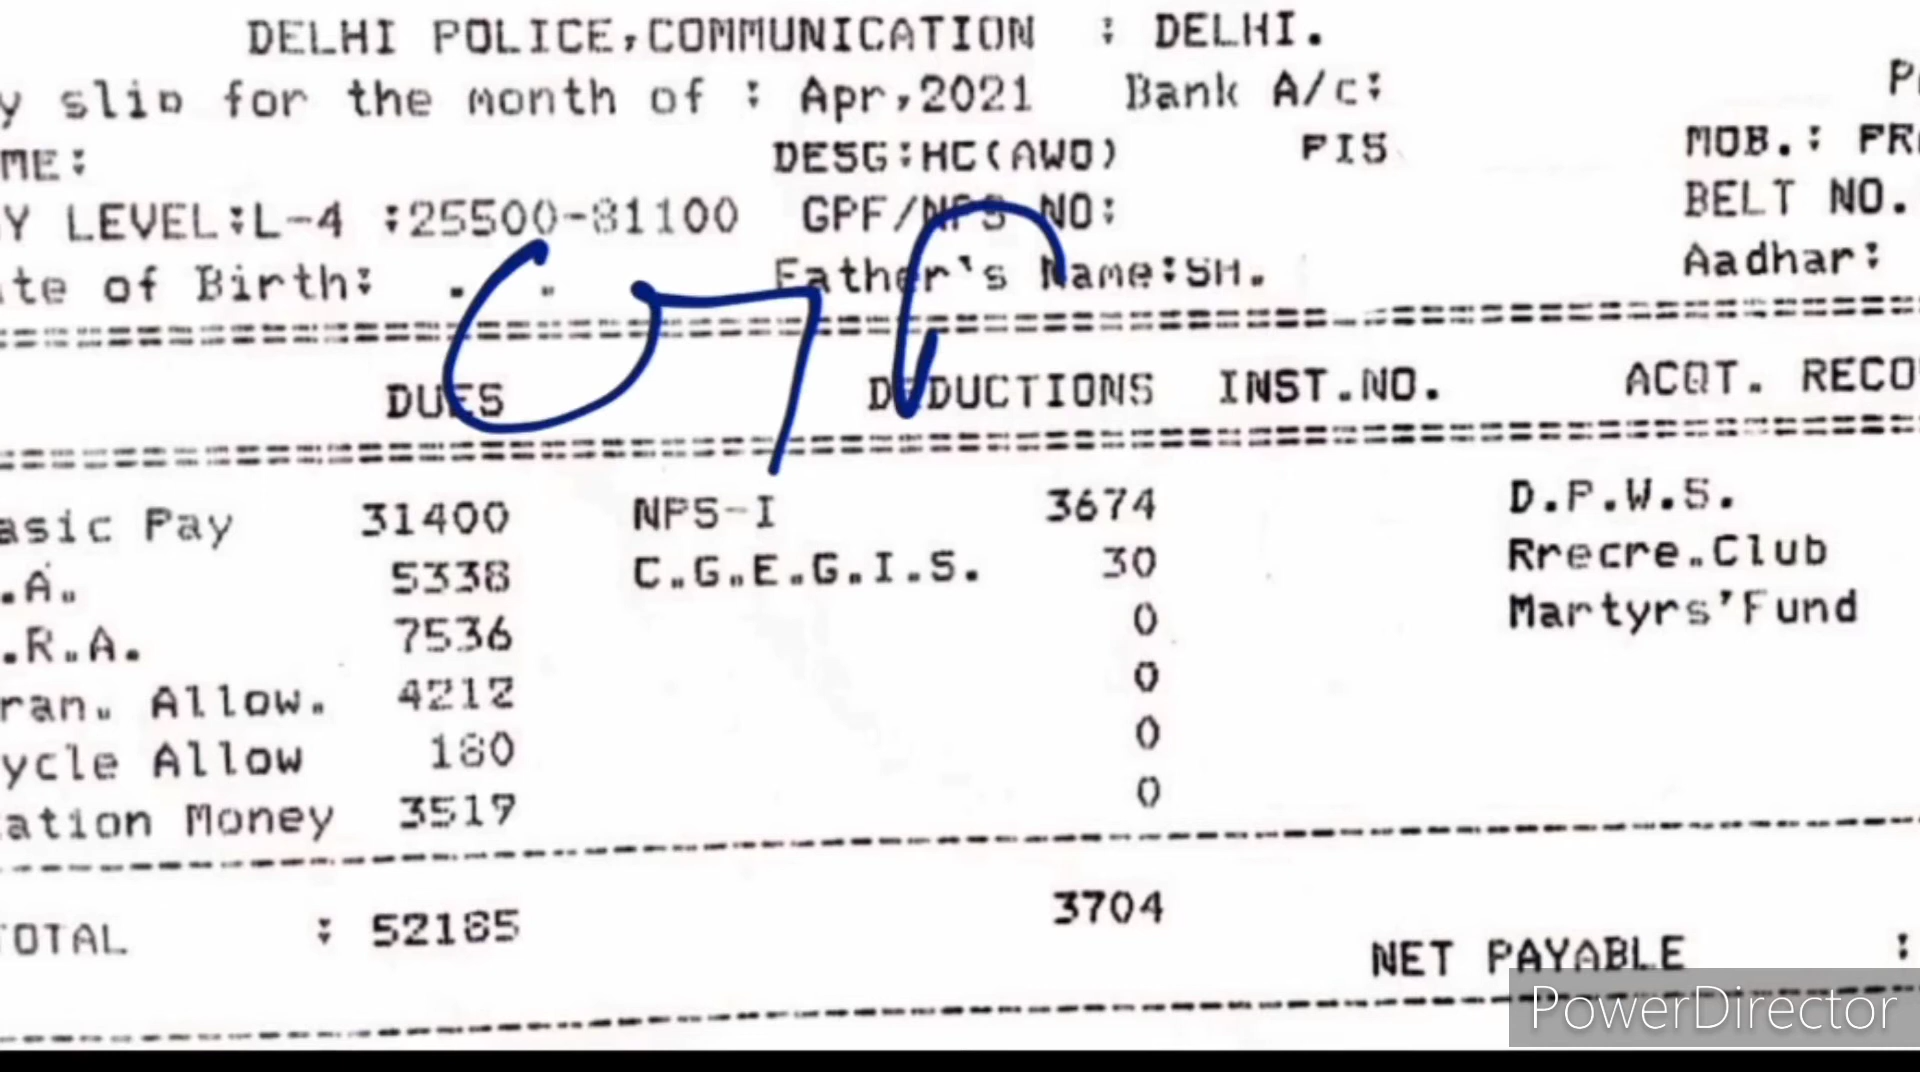 DELHI POLICE,COMMUNICATION : DELHI.
y slip for the month of : Apr,2021 Bank A/c: P
ME: DESG:HC(AWO) PIS MOB.: PR
Y LEVEL:L-4 :25500-81100 GPF/NPS NO: BELT NO.
te of Birth: . . Father's Name:SH. Aadhar:
DUES DEDUCTIONS INST.NO. ACQT. RECO
asic Pay 31400 NPS-I 3674 D.P.W.S.
.A. 5338 C.G.E.G.I.S. 30 Rrecre.Club
.R.A. 7536 0 Martyrs'Fund
ran. Allow. 4212 0
ycle Allow 180 0
ation Money 3517 0
TOTAL : 52185 3704
NET PAYABLE :
PowerDirector